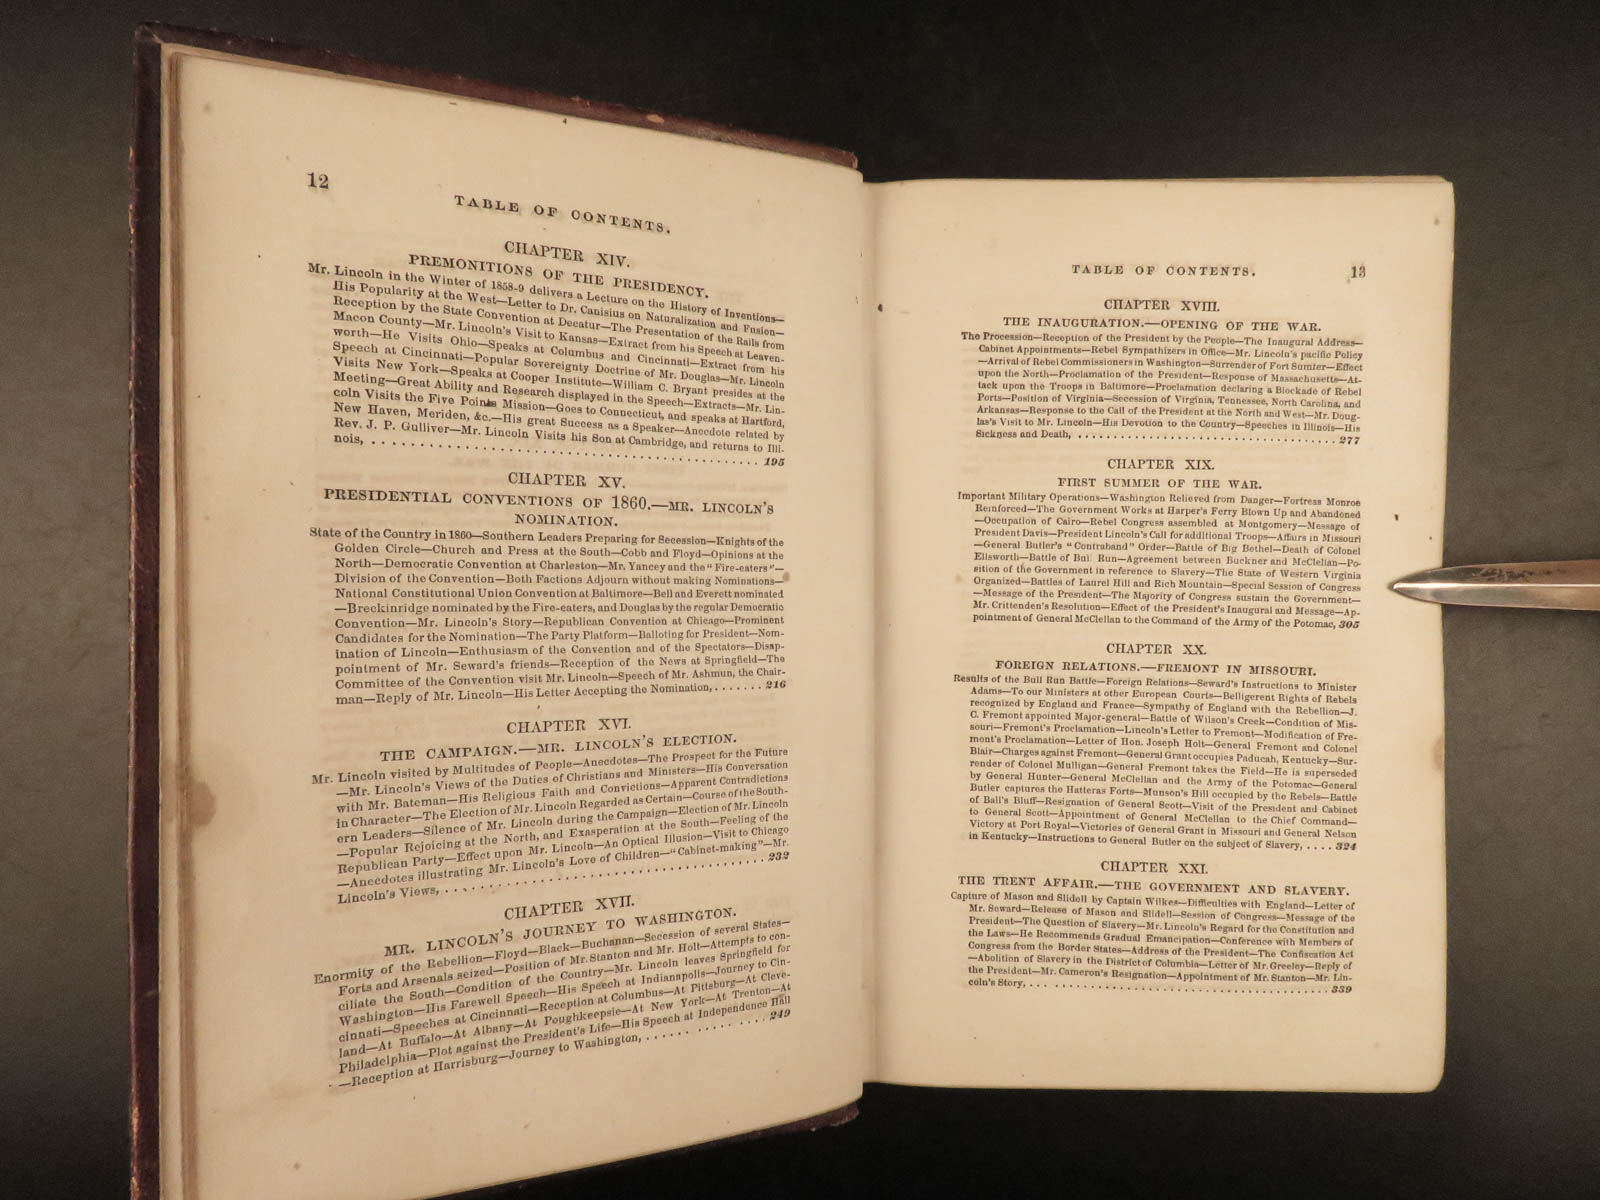 12
TABLE OF CONTENTS.
CHAPTER XIV.
PREMONITIONS OF THE PRESIDENCY.
Mr. Lincoln in the Winter of 1858-9 delivers a Lecture on the History of Inventions—
His Popularity at the West—Letter to Dr. Canisius on Naturalization and Fusion—
Reception by the State Convention at Decatur—The Presentation of the Rails from
Macon County—Mr. Lincoln's Visit to Kansas—Extract from his Speech at Leaven-
worth—He Visits Ohio—Speaks at Columbus and Cincinnati—Extract from his
Speech at Cincinnati—Popular Sovereignty Doctrine of Mr. Douglas—Mr. Lincoln
Visits New York—Speaks at Cooper Institute—William C. Bryant presides at the
Meeting—Great Ability and Research displayed in the Speech—Extracts—Mr. Lin-
coln Visits the Five Points Mission—Goes to Connecticut, and speaks at Hartford,
New Haven, Meriden, &c.—His great Success as a Speaker—Anecdote related by
Rev. J. P. Gulliver—Mr. Lincoln Visits his Son at Cambridge, and returns to Illi-
nois, . . . . . . . . . . 195
CHAPTER XV.
PRESIDENTIAL CONVENTIONS OF 1860.—MR. LINCOLN'S
NOMINATION.
State of the Country in 1860—Southern Leaders Preparing for Secession—Knights of the
Golden Circle—Church and Press at the South—Cobb and Floyd—Opinions at the
North—Democratic Convention at Charleston—Mr. Yancey and the "Fire-eaters"—
Division of the Convention—Both Factions Adjourn without making Nominations—
National Constitutional Union Convention at Baltimore—Bell and Everett nominated
—Breckinridge nominated by the Fire-eaters, and Douglas by the regular Democratic
Convention—Mr. Lincoln's Story—Republican Convention at Chicago—Prominent
Candidates for the Nomination—The Party Platform—Balloting for President—Nom-
ination of Lincoln—Enthusiasm of the Convention and of the Spectators—Disap-
pointment of Mr. Seward's friends—Reception of the News at Springfield—The
Committee of the Convention visit Mr. Lincoln—Speech of Mr. Ashmun, the Chair-
man—Reply of Mr. Lincoln—His Letter Accepting the Nomination, . . . . . . . 216
CHAPTER XVI.
THE CAMPAIGN.—MR. LINCOLN'S ELECTION.
Mr. Lincoln visited by Multitudes of People—Anecdotes—The Prospect for the Future
—Mr. Lincoln's Views of the Duties of Christians and Ministers—His Conversation
with Mr. Bateman—His Religious Faith and Convictions—Apparent Contradictions
in Character—The Election of Mr. Lincoln Regarded as Certain—Course of the South-
ern Leaders—Silence of Mr. Lincoln during the Campaign—Election of Mr. Lincoln
—Popular Rejoicing at the North, and Exasperation at the South—Feeling of the
Republican Party—Effect upon Mr. Lincoln—An Optical Illusion—Visit to Chicago
—Anecdotes illustrating Mr. Lincoln's Love of Children—"Cabinet-making"—Mr.
Lincoln's Views, . . . . . . . . . . 232
CHAPTER XVII.
MR. LINCOLN'S JOURNEY TO WASHINGTON.
Enormity of the Rebellion—Floyd—Black—Buchanan—Secession of several States—
Forts and Arsenals seized—Position of Mr. Stanton and Mr. Holt—Attempts to con-
ciliate the South—Condition of the Country—Mr. Lincoln leaves Springfield for
Washington—His Farewell Speech—His Speech at Indianapolis—Journey to Cin-
cinnati—Speeches at Cincinnati—Reception at Columbus—At Pittsburg—At Cleve-
land—At Buffalo—At Albany—At Poughkeepsie—At New York—At Trenton—At
Philadelphia—Plot against the President's Life—His Speech at Independence Hall
—Reception at Harrisburg—Journey to Washington, . . . . . . . . . . 249
TABLE OF CONTENTS. 13
CHAPTER XVIII.
THE INAUGURATION.—OPENING OF THE WAR.
The Procession—Reception of the President by the People—The Inaugural Address—
Cabinet Appointments—Rebel Sympathizers in Office—Mr. Lincoln's pacific Policy
—Arrival of Rebel Commissioners in Washington—Surrender of Fort Sumter—Effect
upon the North—Proclamation of the President—Response of Massachusetts—At-
tack upon the Troops in Baltimore—Proclamation declaring a Blockade of Rebel
Ports—Position of Virginia—Secession of Virginia, Tennessee, North Carolina, and
Arkansas—Response to the Call of the President at the North and West—Mr. Doug-
las's Visit to Mr. Lincoln—His Devotion to the Country—Speeches in Illinois—His
Sickness and Death, . . . . . . . . . . 277
CHAPTER XIX.
FIRST SUMMER OF THE WAR.
Important Military Operations—Washington Relieved from Danger—Fortress Monroe
Reinforced—The Government Works at Harper's Ferry Blown Up and Abandoned
—Occupation of Cairo—Rebel Congress assembled at Montgomery—Message of
President Davis—President Lincoln's Call for additional Troops—Affairs in Missouri
—General Butler's "Contraband" Order—Battle of Big Bethel—Death of Colonel
Ellsworth—Battle of Bull Run—Agreement between Buckner and McClellan—Po-
sition of the Government in reference to Slavery—The State of Western Virginia
Organized—Battles of Laurel Hill and Rich Mountain—Special Session of Congress
—Message of the President—The Majority of Congress sustain the Government—
Mr. Crittenden's Resolution—Effect of the President's Inaugural and Message—Ap-
pointment of General McClellan to the Command of the Army of the Potomac, 305
CHAPTER XX.
FOREIGN RELATIONS.—FREMONT IN MISSOURI.
Results of the Bull Run Battle—Foreign Relations—Seward's Instructions to Minister
Adams—To our Ministers at other European Courts—Belligerent Rights of Rebels
recognized by England and France—Sympathy of England with the Rebellion—J.
C. Fremont appointed Major-general—Battle of Wilson's Creek—Condition of Mis-
souri—Fremont's Proclamation—Lincoln's Letter to Fremont—Modification of Fre-
mont's Proclamation—Letter of Hon. Joseph Holt—General Fremont and Colonel
Blair—Charges against Fremont—General Grant occupies Paducah, Kentucky—Sur-
render of Colonel Mulligan—General Fremont takes the Field—He is superseded
by General Hunter—General McClellan and the Army of the Potomac—General
Butler captures the Hatteras Forts—Munson's Hill occupied by the Rebels—Battle
of Ball's Bluff—Resignation of General Scott—Visit of the President and Cabinet
to General Scott—Appointment of General McClellan to the Chief Command—
Victory at Port Royal—Victories of General Grant in Missouri and General Nelson
in Kentucky—Instructions to General Butler on the subject of Slavery, . . . . 324
CHAPTER XXI.
THE TRENT AFFAIR.—THE GOVERNMENT AND SLAVERY.
Capture of Mason and Slidell by Captain Wilkes—Difficulties with England—Letter of
Mr. Seward—Release of Mason and Slidell—Session of Congress—Message of the
President—The Question of Slavery—Mr. Lincoln's Regard for the Constitution and
the Laws—He Recommends Gradual Emancipation—Conference with Members of
Congress from the Border States—Address of the President—The Confiscation Act
—Abolition of Slavery in the District of Columbia—Letter of Mr. Greeley—Reply of
the President—Mr. Cameron's Resignation—Appointment of Mr. Stanton—Mr. Lin-
coln's Story, . . . . . . . . . . 339